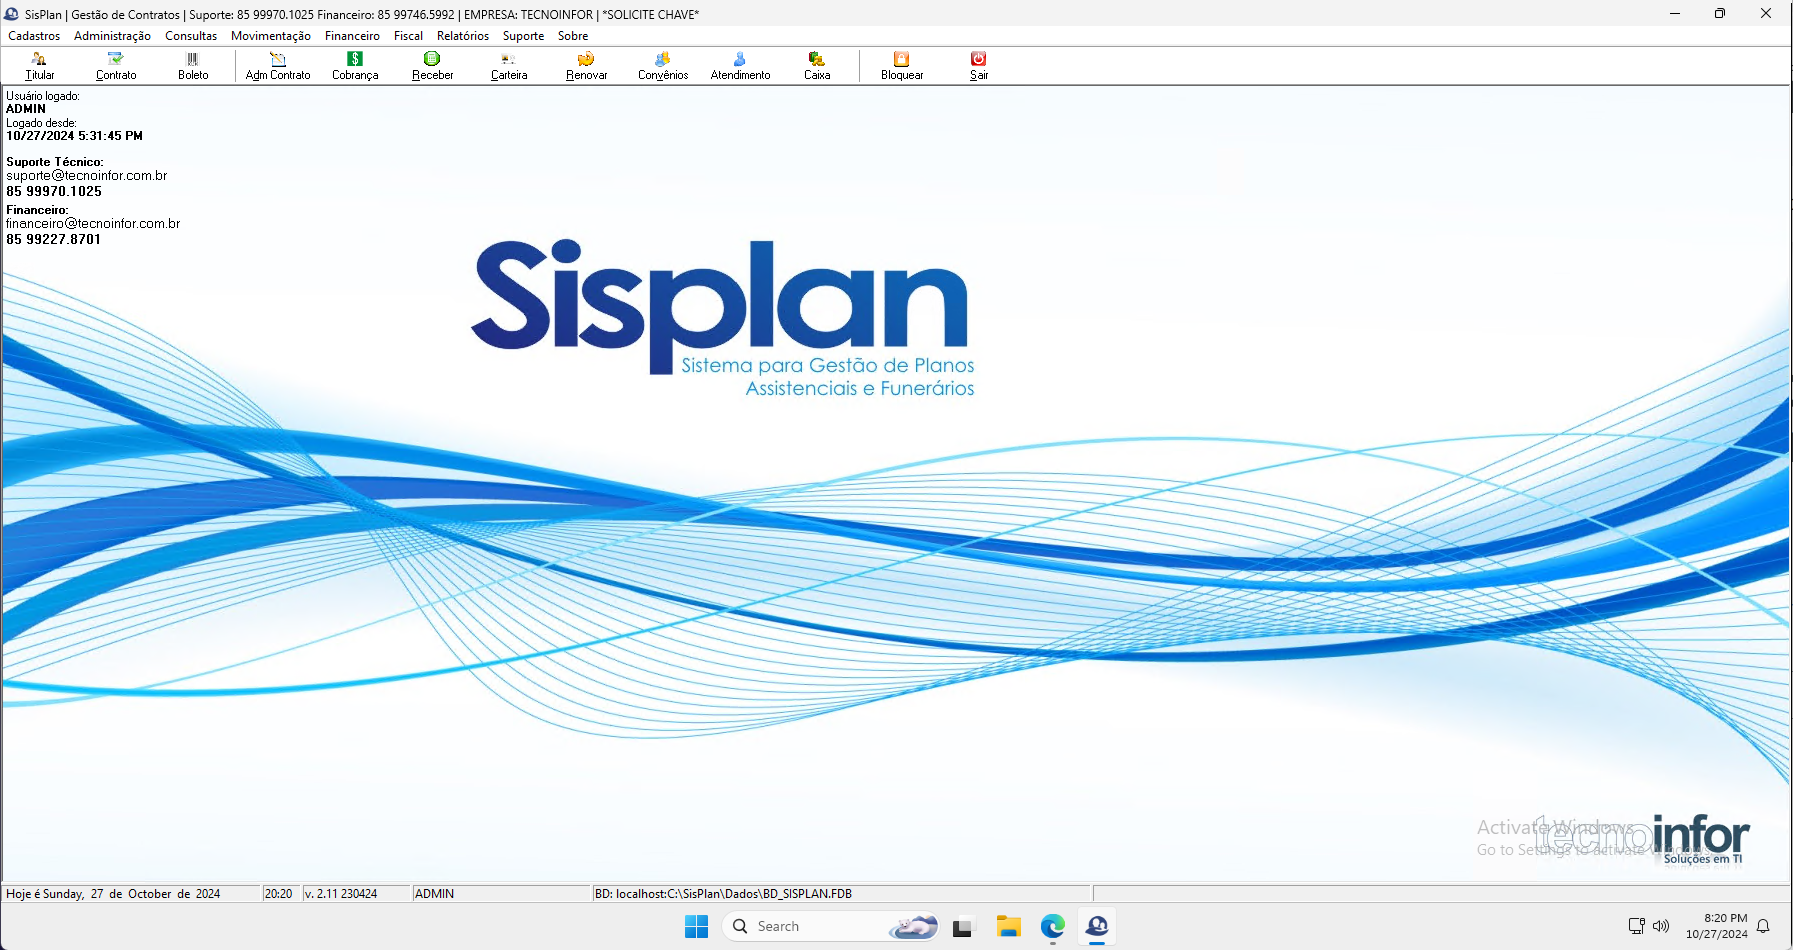 SisPlan | Gestão de Contratos | Suporte: 85 99970.1025 Financeiro: 85 99746.5992 | EMPRESA: TECNOINFOR | *SOLICITE CHAVE*
Cadastros Administração Consultas Movimentação Financeiro Fiscal Relatórios Suporte Sobre
Titular Contrato Boleto Adm Contrato Cobrança Receber Carteira Renovar Convênios Atendimento Caixa Bloquear Sair
Usuário logado:
ADMIN
Logado desde:
10/27/2024 5:31:45 PM
Suporte Técnico:
suporte@tecnoinfor.com.br
85 99970.1025
Financeiro:
financeiro@tecnoinfor.com.br
85 99227.8701
Sisplan
Sistema para Gestão de Planos
Assistenciais e Funerários
Activate Windows
Go to Settings to activate Windows.
tecnoinfor
Soluções em TI
Hoje é Sunday, 27 de October de 2024 20:20 v. 2.11 230424 ADMIN BD: localhost:C:\SisPlan\Dados\BD_SISPLAN.FDB
Search
8:20 PM
10/27/2024